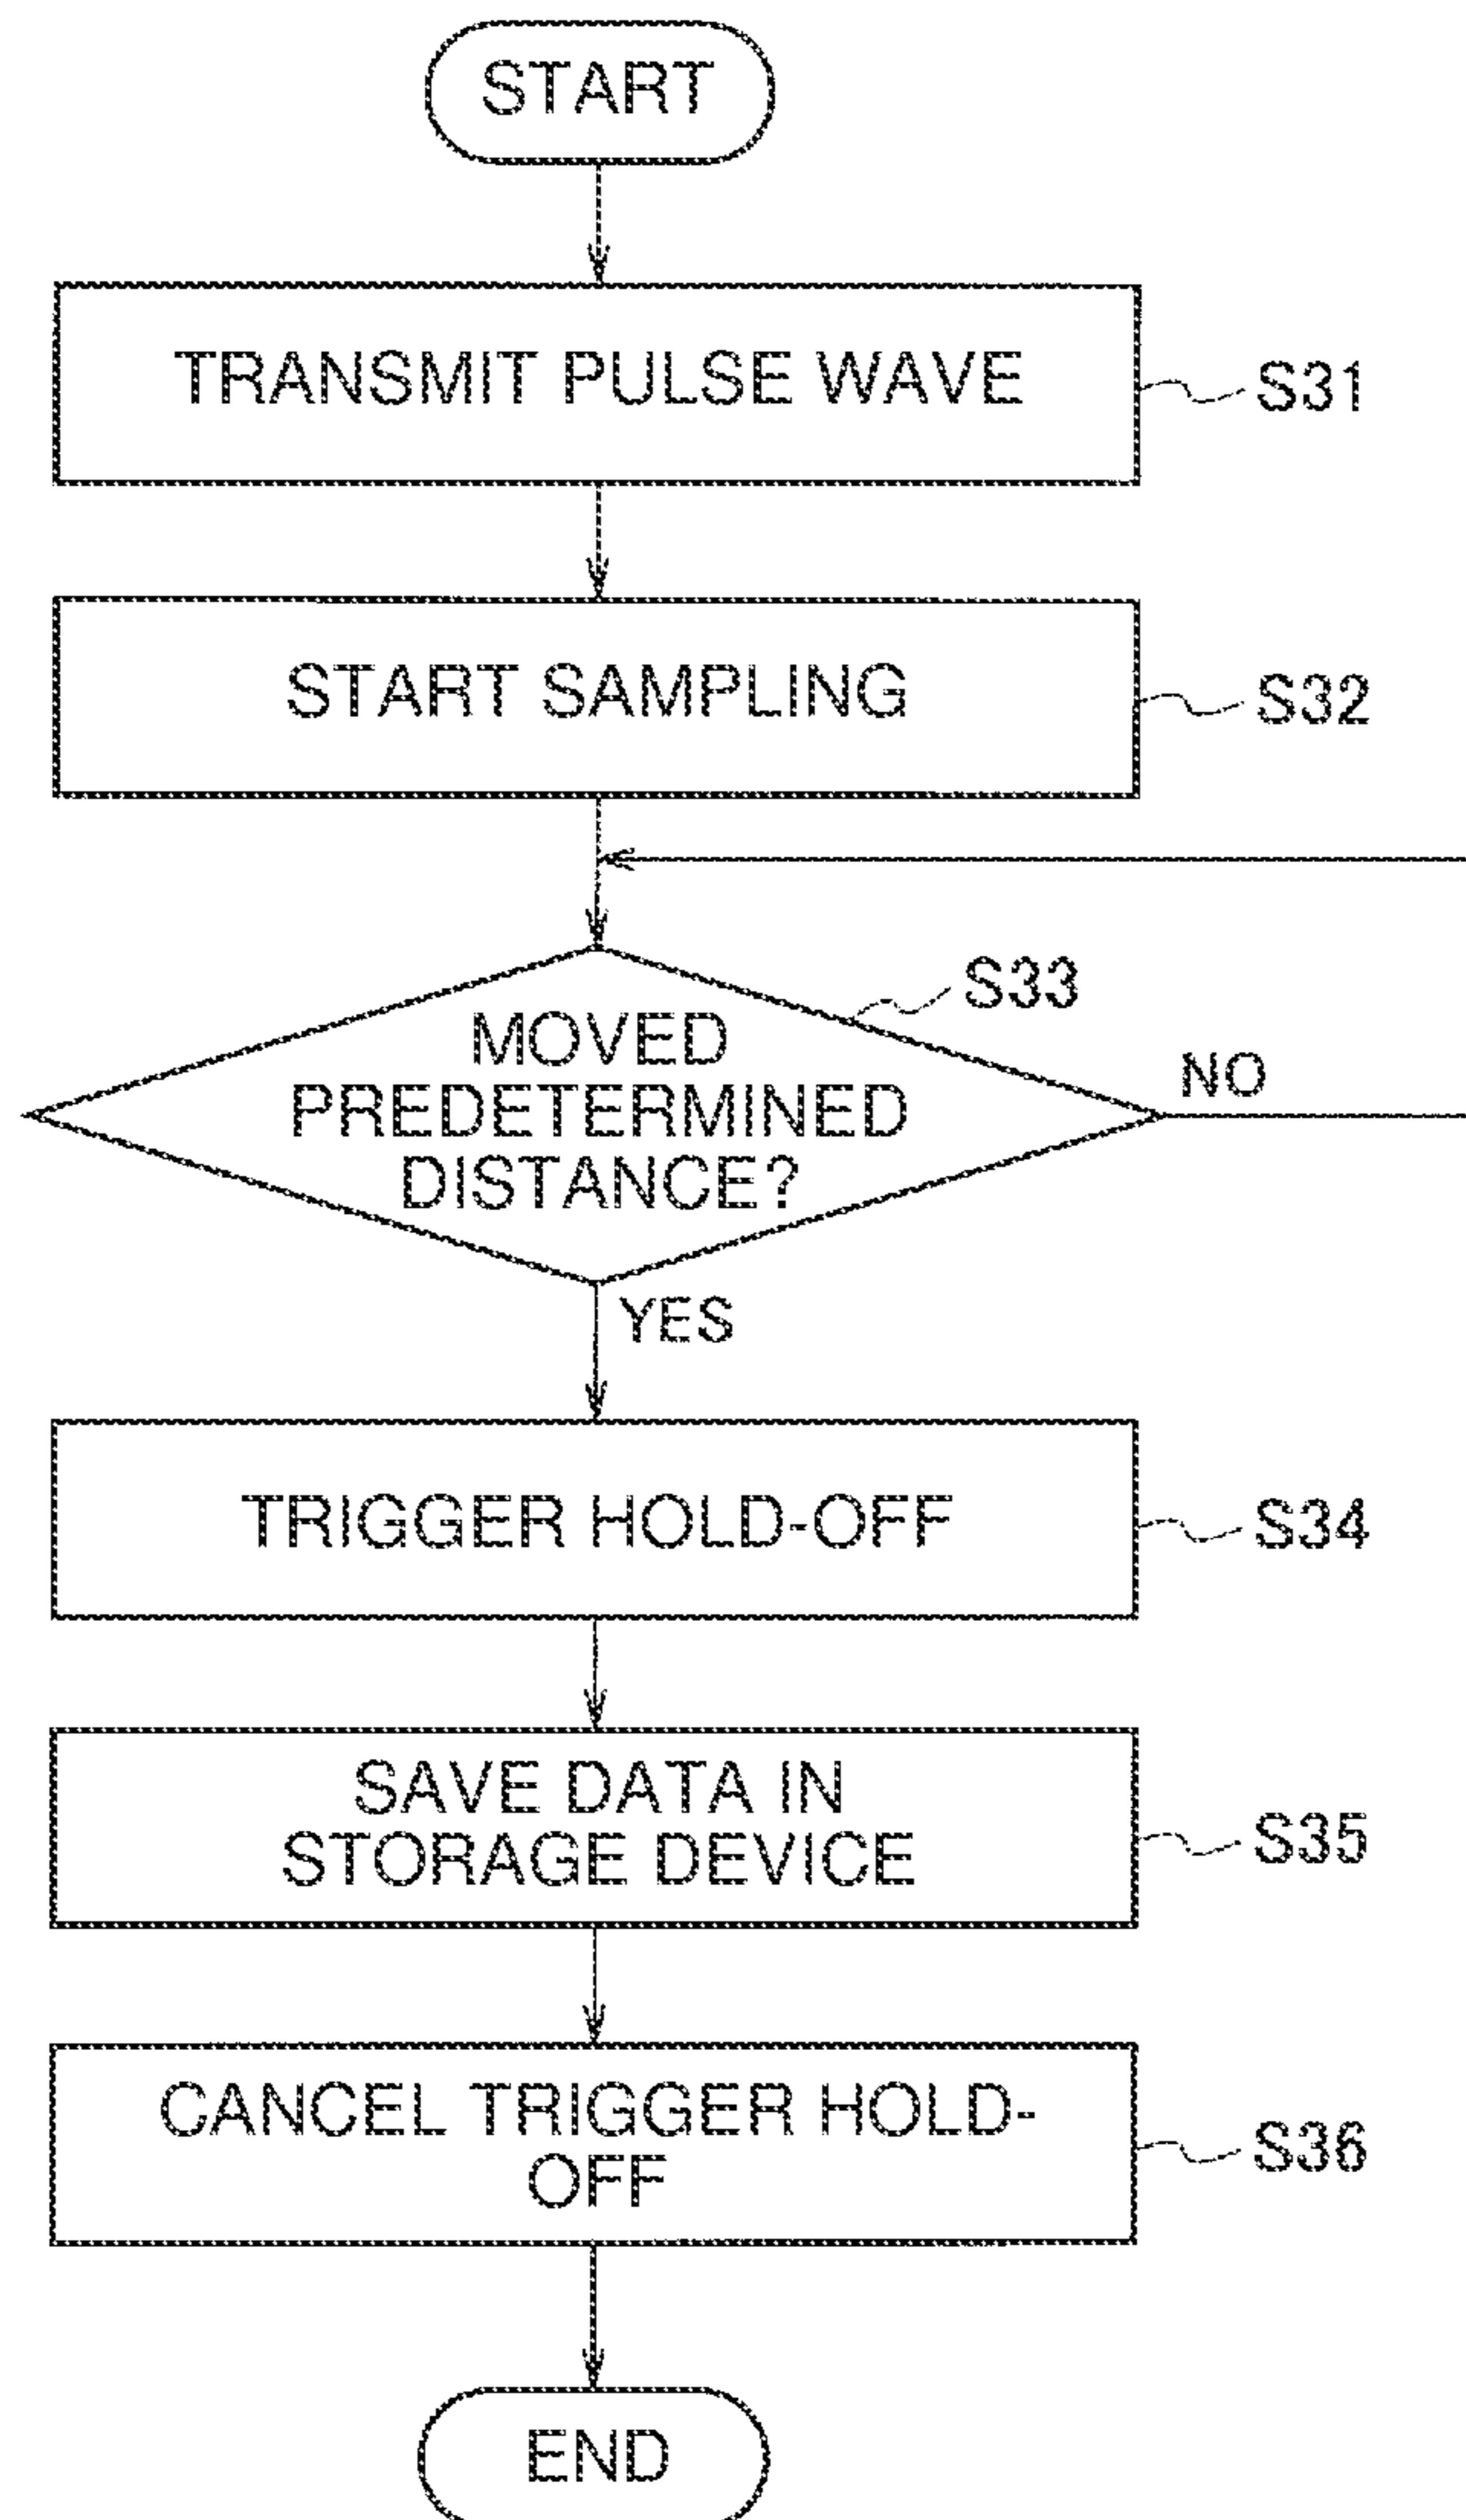 START
TRANSMIT PULSE WAVE
S31
START SAMPLING
S32
S33
MOVED
PREDETERMINED
DISTANCE?
NO
YES
TRIGGER HOLD-OFF
S34
SAVE DATA IN
STORAGE DEVICE
S35
CANCEL TRIGGER HOLD-
OFF
S36
END